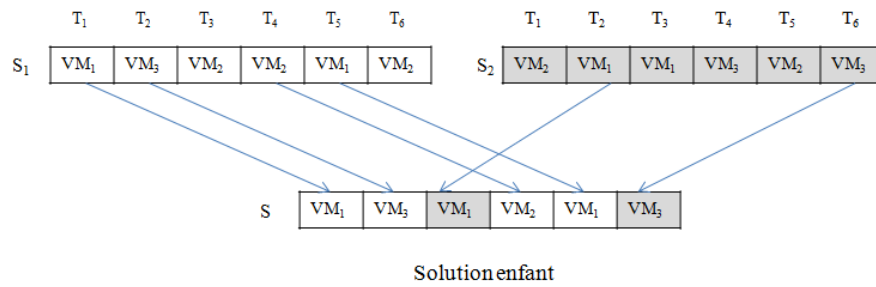 T₁ T₂ T₃ T₄ T₅ T₆ T₁ T₂ T₃ T₄ T₅ T₆
S₁ VM₁ VM₃ VM₂ VM₂ VM₁ VM₂ S₂ VM₂ VM₁ VM₁ VM₃ VM₂ VM₃
S VM₁ VM₃ VM₁ VM₂ VM₁ VM₃
Solution enfant